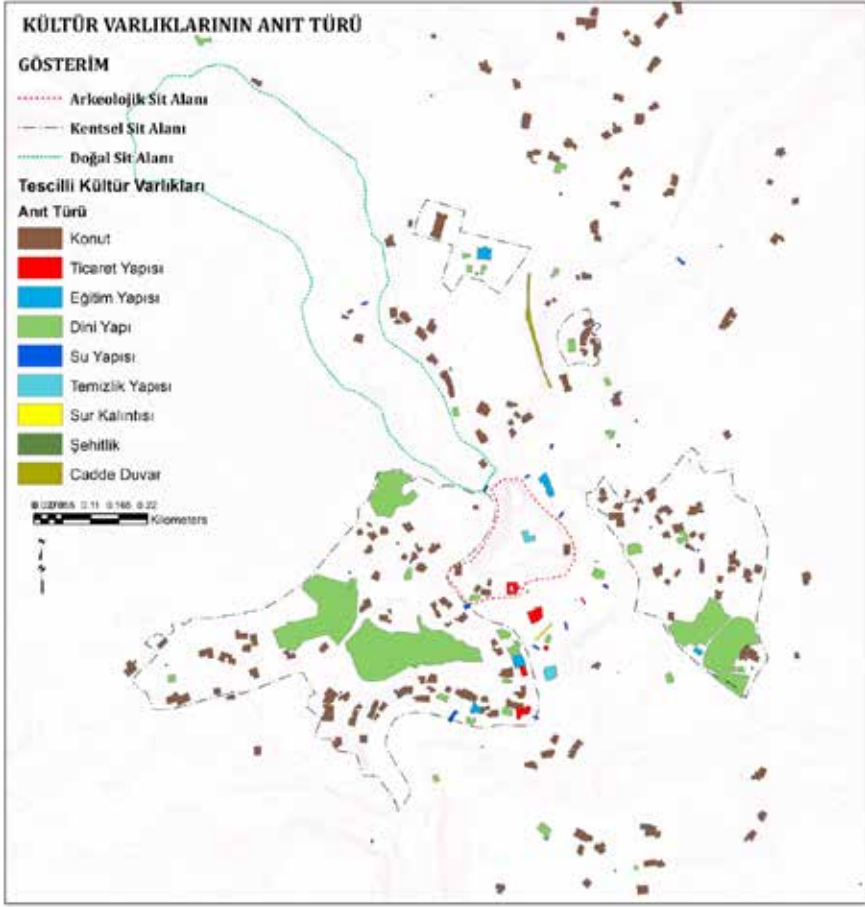 KÜLTÜR VARLIKLARININ ANIT TÜRÜ
GÖSTERİM
Arkeolojik Sit Alanı
Kentsel Sit Alanı
Doğal Sit Alanı
Tescilli Kültür Varlıkları
Anıt Türü
Konut
Ticaret Yapısı
Eğitim Yapısı
Dini Yapı
Su Yapısı
Temizlik Yapısı
Sur Kalıntısı
Şehitlik
Cadde Duvar
0.11 0.165 0.22
Kilometers